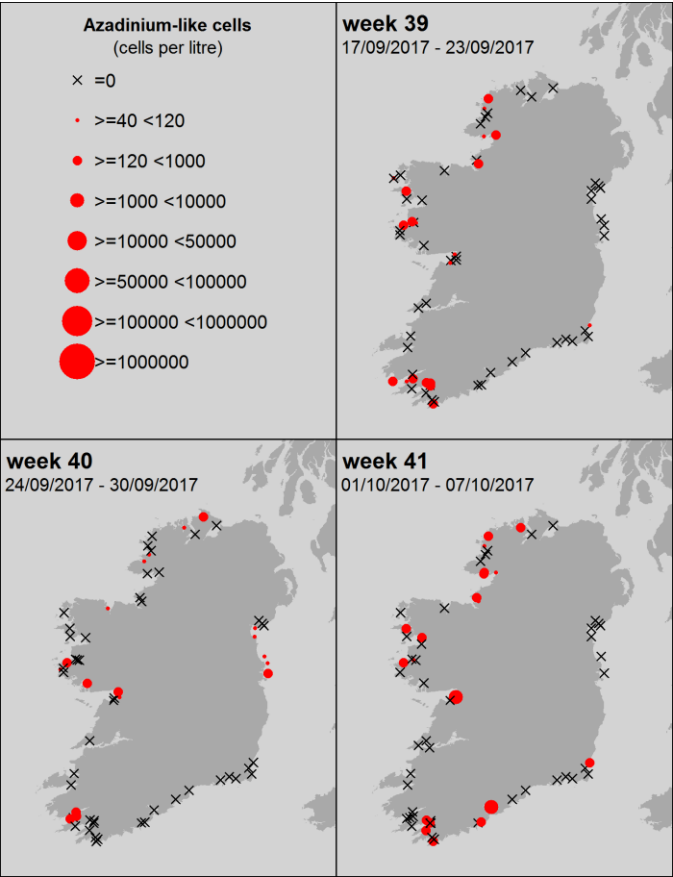 Azadinium-like cells
(cells per litre)
=0
>=40 <120
>=120 <1000
>=1000 <10000
>=10000 <50000
>=50000 <100000
>=100000 <1000000
>=1000000
week 39
17/09/2017 - 23/09/2017
week 40
24/09/2017 - 30/09/2017
week 41
01/10/2017 - 07/10/2017